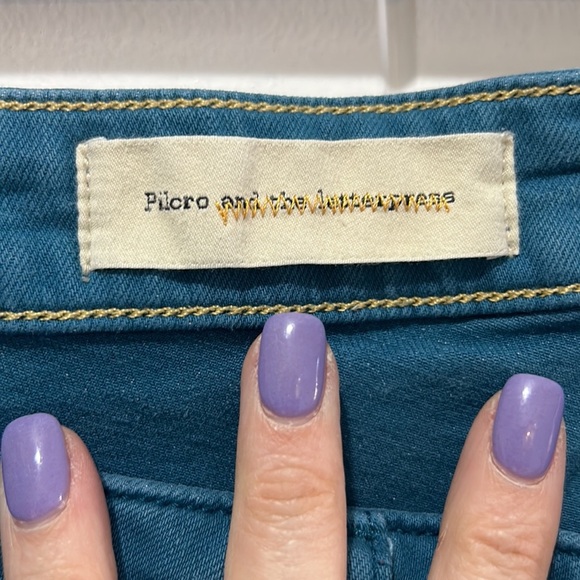 Pilcro and the letterpress